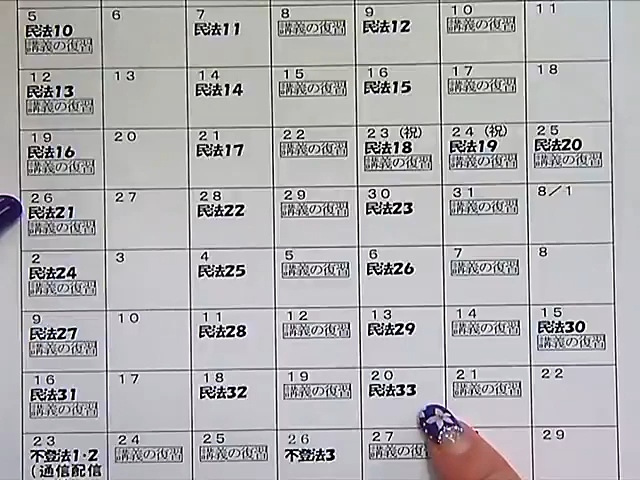 5 6 7 8 9 10 11
民法10 民法11 講義の復習 民法12 講義の復習
講義の復習
12 13 14 15 16 17 18
民法13 民法14 講義の復習 民法15 講義の復習
講義の復習
19 20 21 22 23(祝) 24(祝) 25
民法16 民法17 講義の復習 民法18 民法19 民法20
講義の復習 講義の復習 講義の復習 講義の復習
26 27 28 29 30 31 8/1
民法21 民法22 講義の復習 民法23 講義の復習
講義の復習
2 3 4 5 6 7 8
民法24 民法25 講義の復習 民法26 講義の復習
講義の復習
9 10 11 12 13 14 15
民法27 民法28 講義の復習 民法29 講義の復習 民法30
講義の復習 講義の復習
16 17 18 19 20 21 22
民法31 民法32 講義の復習 民法33 講義の復習
講義の復習
23 24 25 26 27 29
不登法1・2 講義の復習 講義の復習 不登法3 講義の復
(通信配信